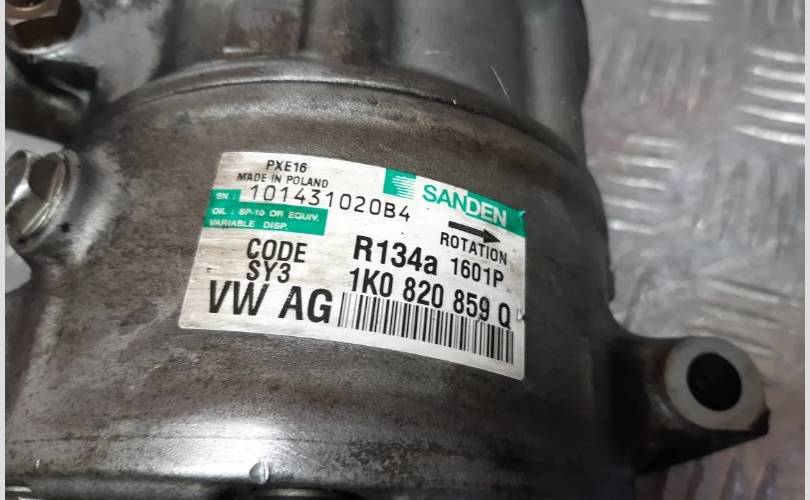 PXE16
MADE IN POLAND
SANDEN
SN : 101431020B4
OIL : SP-10 OR EQUIV.
VARIABLE DISP.
ROTATION
CODE
SY3
R134a 1601P
1K0 820 859 Q
VW AG